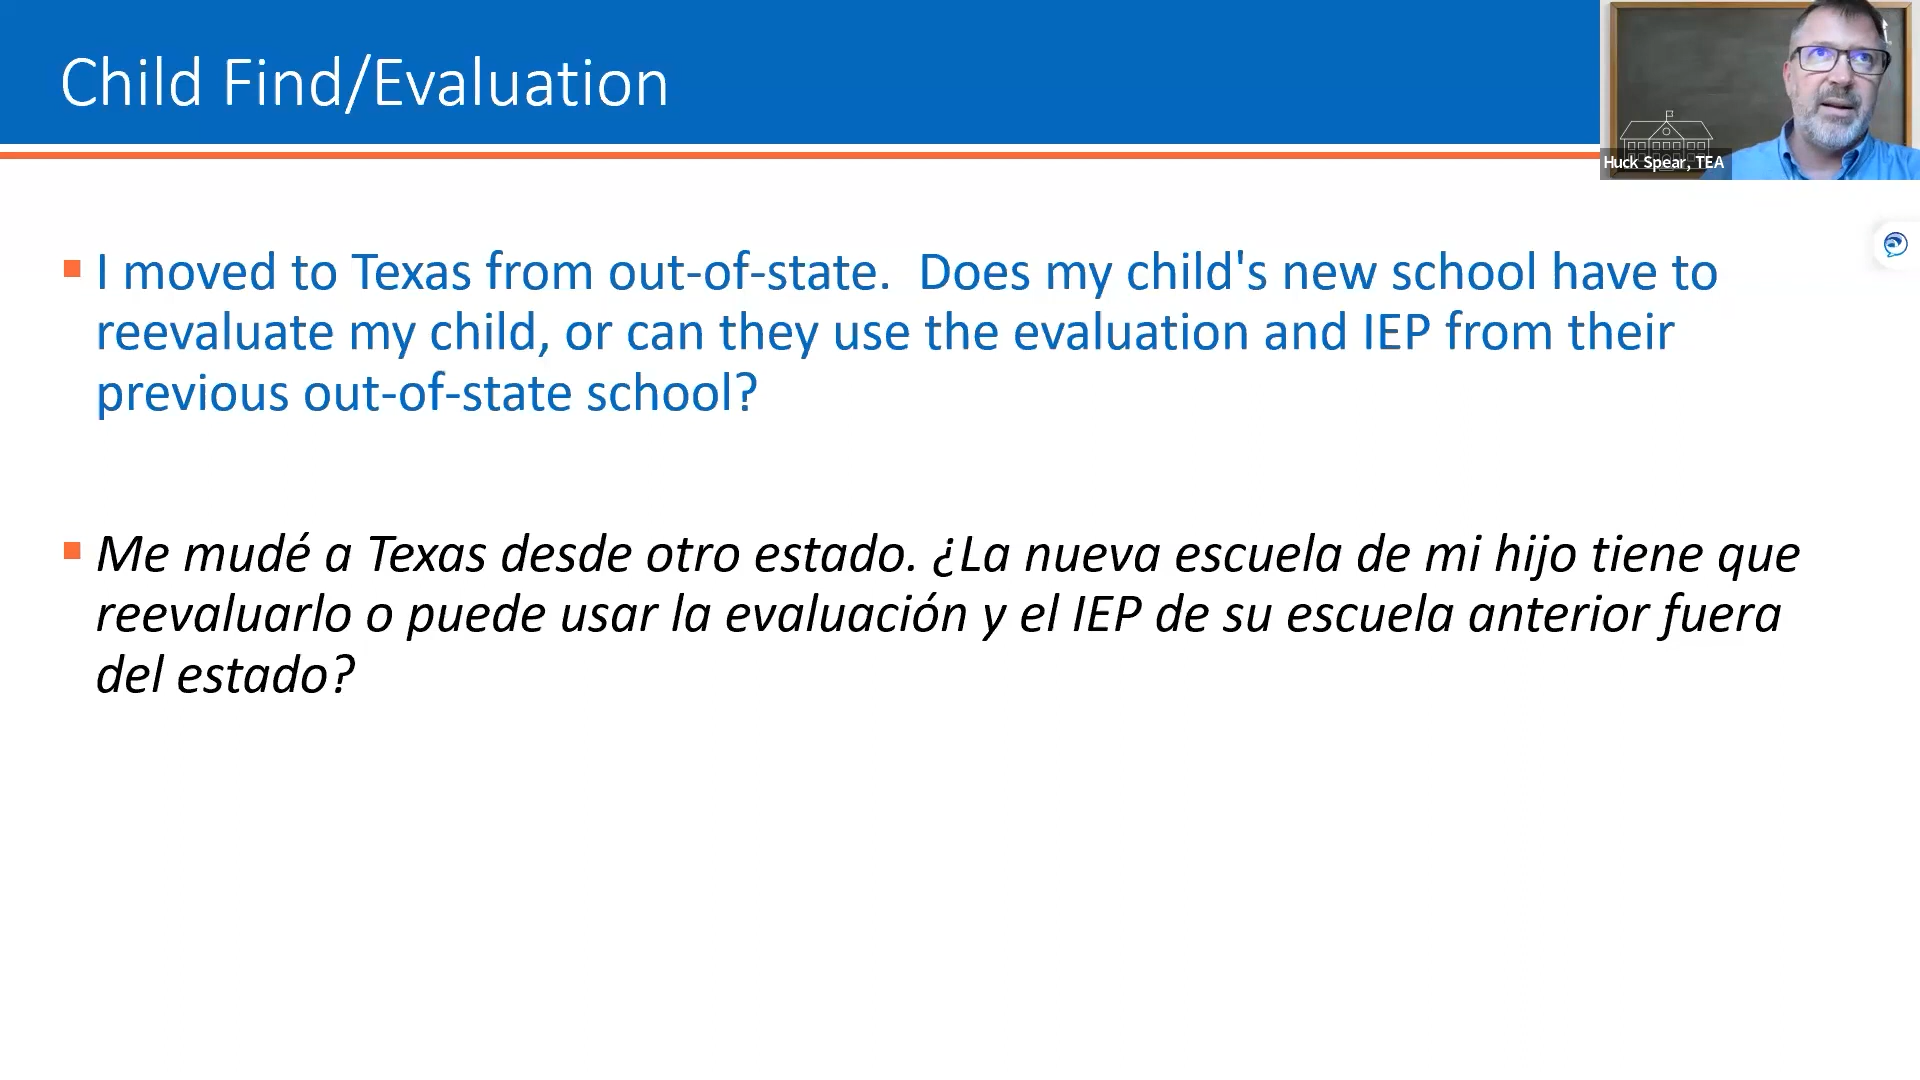 Child Find/Evaluation
Huck Spear, TEA
I moved to Texas from out-of-state.  Does my child's new school have to
reevaluate my child, or can they use the evaluation and IEP from their
previous out-of-state school?
Me mudé a Texas desde otro estado. ¿La nueva escuela de mi hijo tiene que
reevaluarlo o puede usar la evaluación y el IEP de su escuela anterior fuera
del estado?